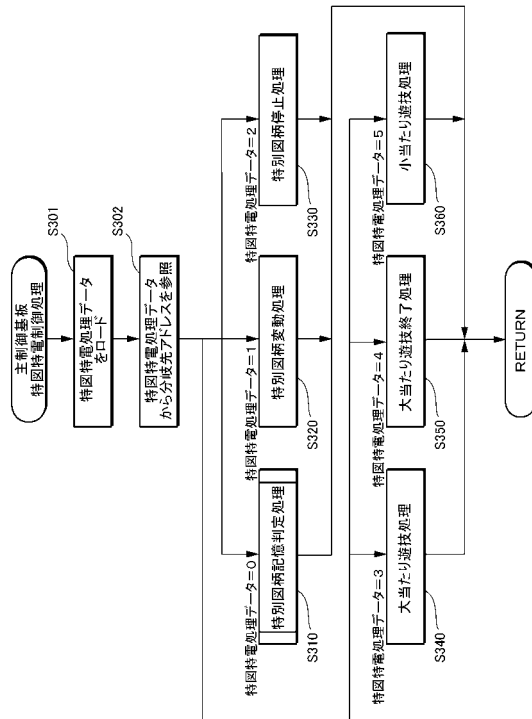 主制御基板
特図特電制御処理
特図特電処理データ
をロード
S301
特図特電処理データ
から分岐先アドレスを参照
S302
特図特電処理データ=0
特別図柄記憶判定処理
S310
特図特電処理データ=1
特別図柄変動処理
S320
特図特電処理データ=2
特別図柄停止処理
S330
特図特電処理データ=3
大当たり遊技処理
S340
特図特電処理データ=4
大当たり遊技終了処理
S350
特図特電処理データ=5
小当たり遊技処理
S360
RETURN